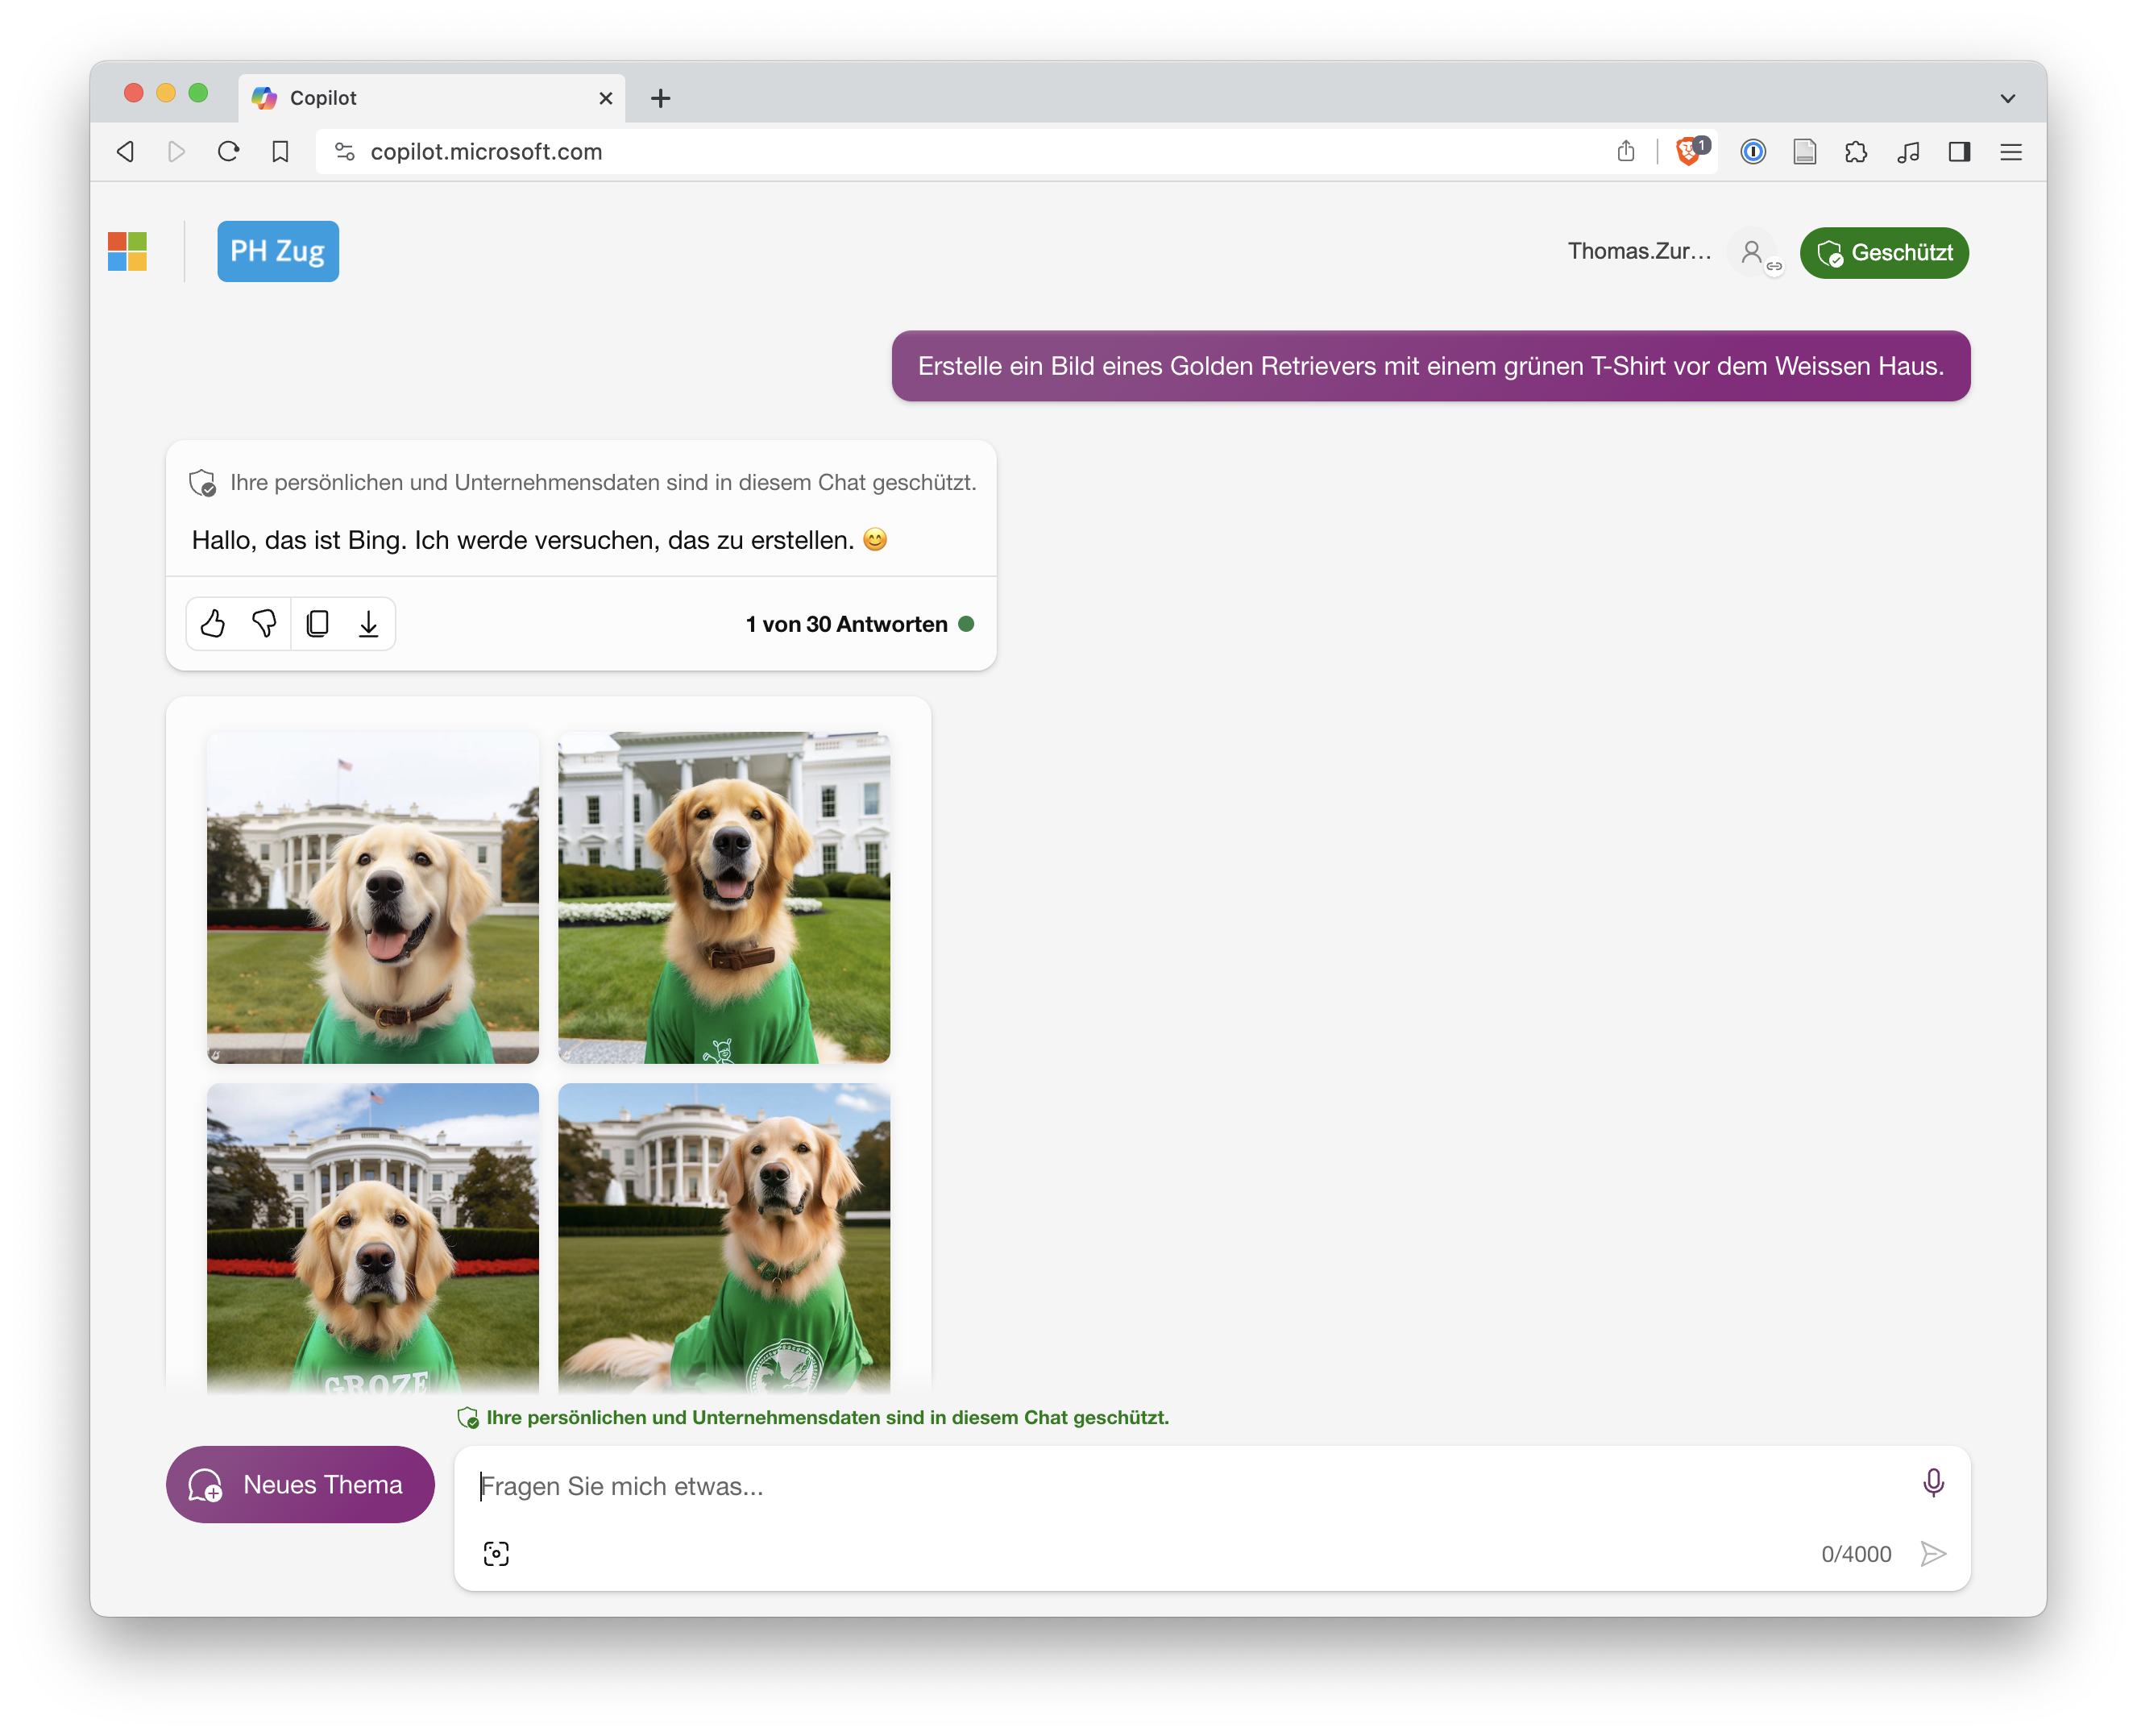 Copilot
copilot.microsoft.com
1
PH Zug
Thomas.Zur...
Geschützt
Erstelle ein Bild eines Golden Retrievers mit einem grünen T-Shirt vor dem Weissen Haus.
Ihre persönlichen und Unternehmensdaten sind in diesem Chat geschützt.
Hallo, das ist Bing. Ich werde versuchen, das zu erstellen. 😊
1 von 30 Antworten
GROZE
Ihre persönlichen und Unternehmensdaten sind in diesem Chat geschützt.
Neues Thema
Fragen Sie mich etwas...
0/4000